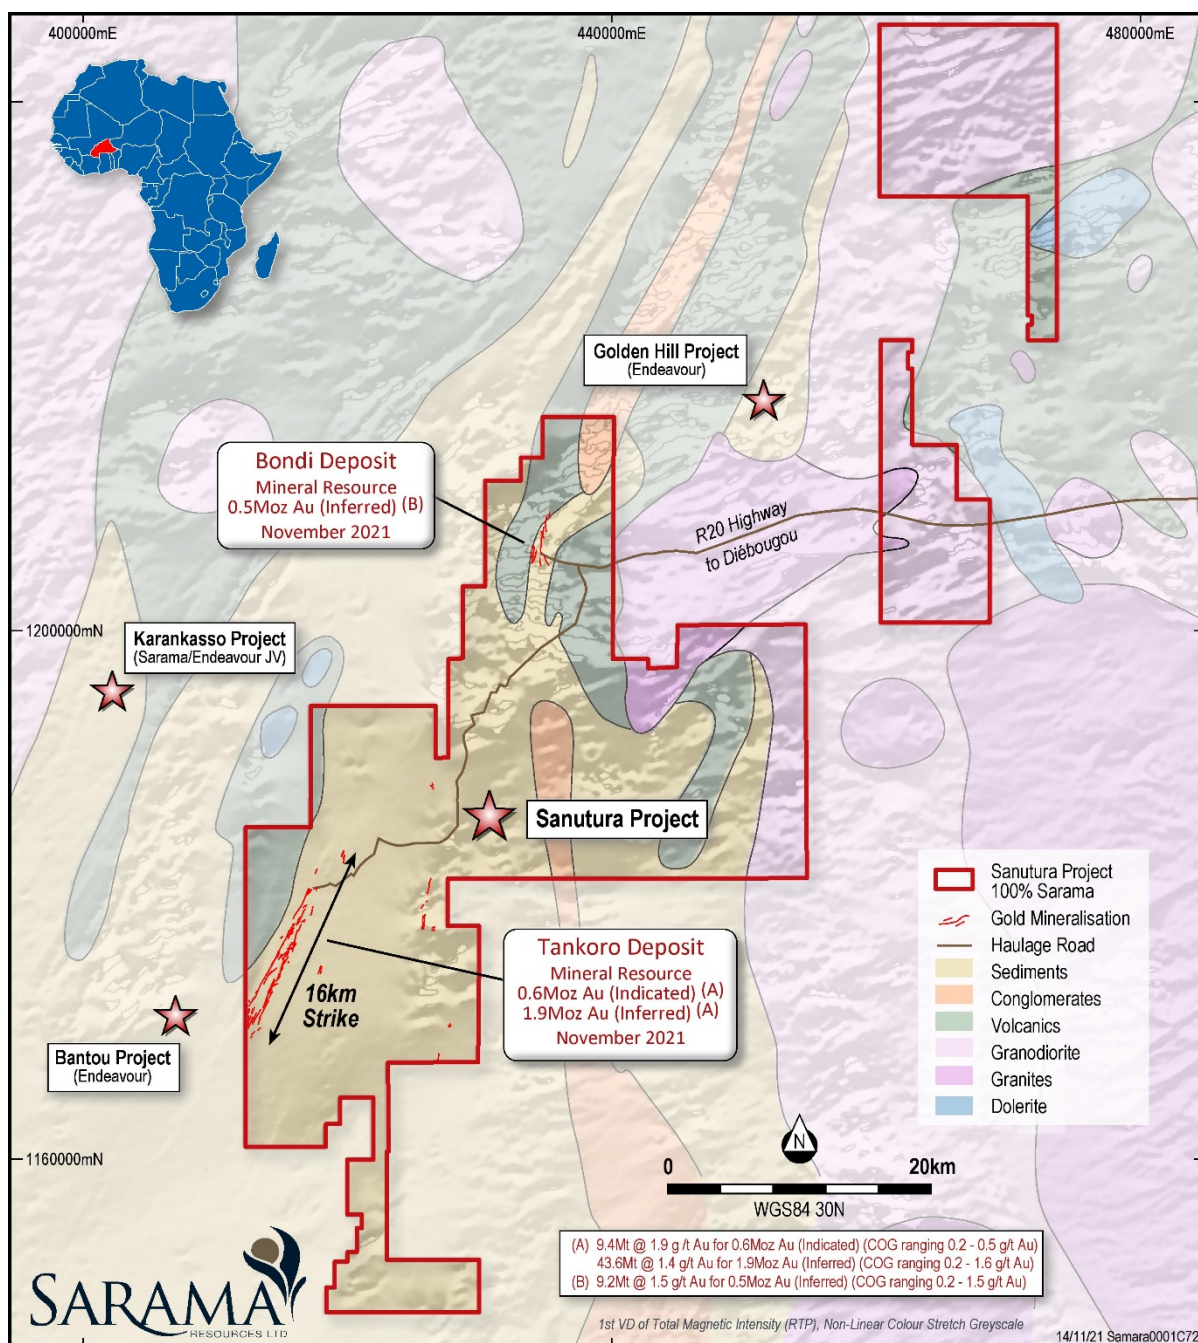 400000mE
440000mE
480000mE
Golden Hill Project
(Endeavour)
Bondi Deposit
Mineral Resource
0.5Moz Au (Inferred) (B)
November 2021
R20 Highway
to Diébougou
1200000mN
Karankasso Project
(Sarama/Endeavour JV)
Sanutura Project
Tankoro Deposit
Mineral Resource
0.6Moz Au (Indicated) (A)
1.9Moz Au (Inferred) (A)
November 2021
16km
Strike
Bantou Project
(Endeavour)
Sanutura Project
100% Sarama
Gold Mineralisation
Haulage Road
Sediments
Conglomerates
Volcanics
Granodiorite
Granites
Dolerite
1160000mN
N
0 20km
WGS84 30N
(A) 9.4Mt @ 1.9 g/t Au for 0.6Moz Au (Indicated) (COG ranging 0.2 - 0.5 g/t Au)
43.6Mt @ 1.4 g/t Au for 1.9Moz Au (Inferred) (COG ranging 0.2 - 1.6 g/t Au)
(B) 9.2Mt @ 1.5 g/t Au for 0.5Moz Au (Inferred) (COG ranging 0.2 - 1.5 g/t Au)
SARAMA
RESOURCES LTD
1st VD of Total Magnetic Intensity (RTP), Non-Linear Colour Stretch Greyscale
14/11/21 Samara0001C72